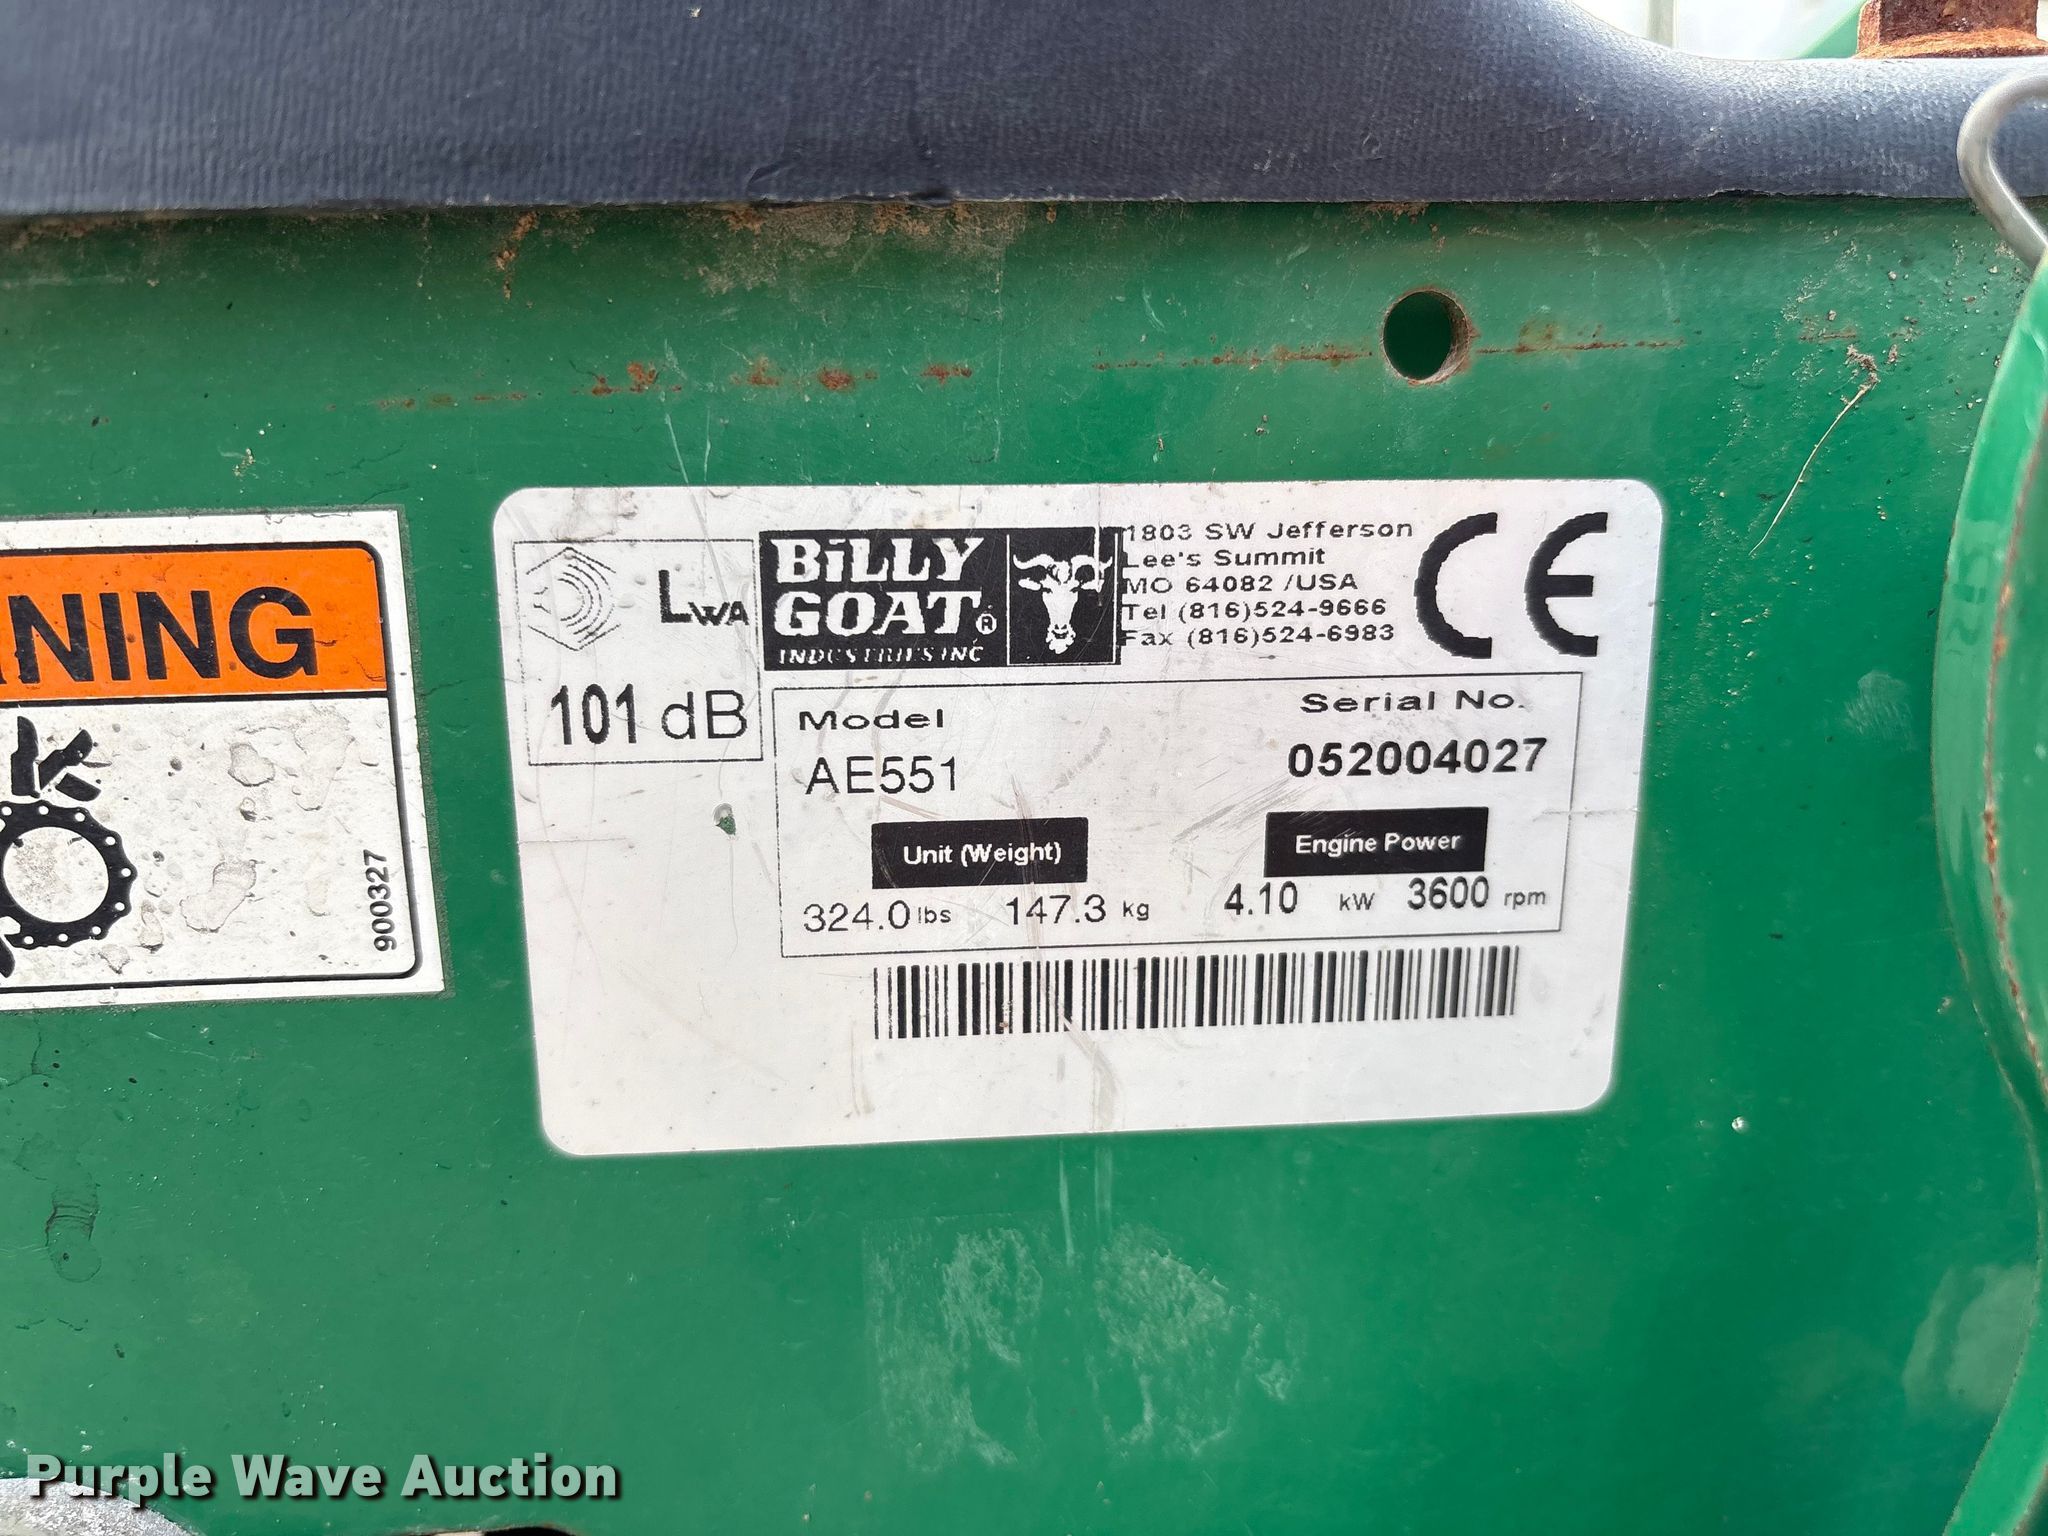 NING
900327
LWA
101 dB
BiLLY
GOAT®
INDUSTRIES INC
1803 SW Jefferson
Lee's Summit
MO 64082 /USA
Tel (816)524-9666
Fax (816)524-6983
CE
Model
AE551
Serial No.
052004027
Unit (Weight)
324.0 lbs 147.3 kg
Engine Power
4.10 kW 3600 rpm
Purple Wave Auction